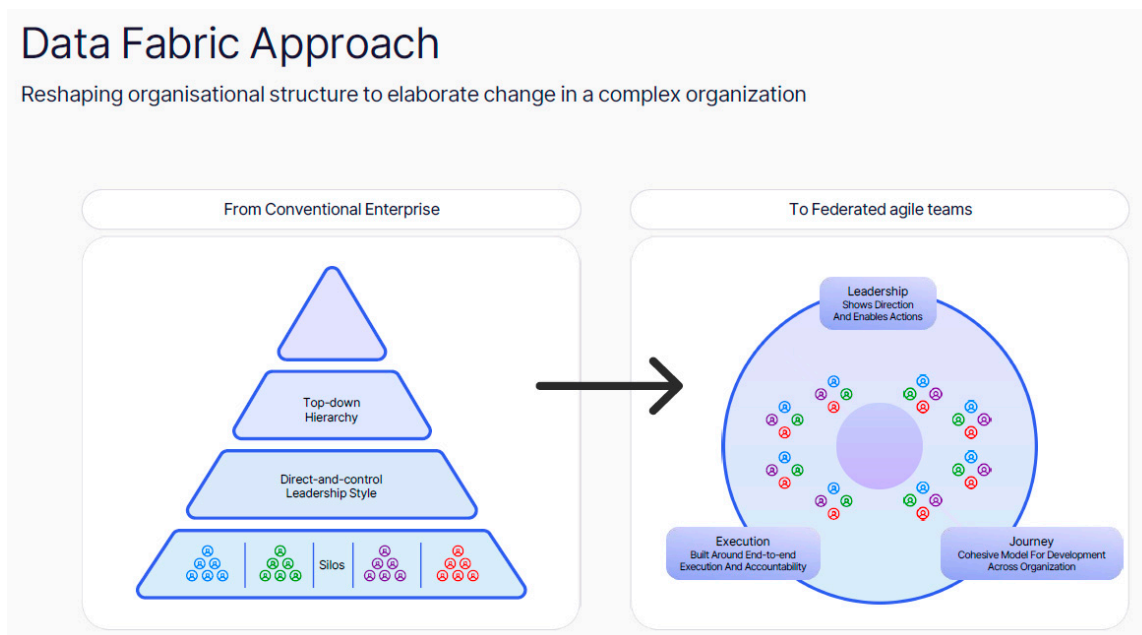 Data Fabric Approach
Reshaping organisational structure to elaborate change in a complex organization
From Conventional Enterprise
Top-down
Hierarchy
Direct-and-control
Leadership Style
Silos
To Federated agile teams
Leadership
Shows Direction
And Enables Actions
Execution
Built Around End-to-end
Execution And Accountability
Journey
Cohesive Model For Development
Across Organization